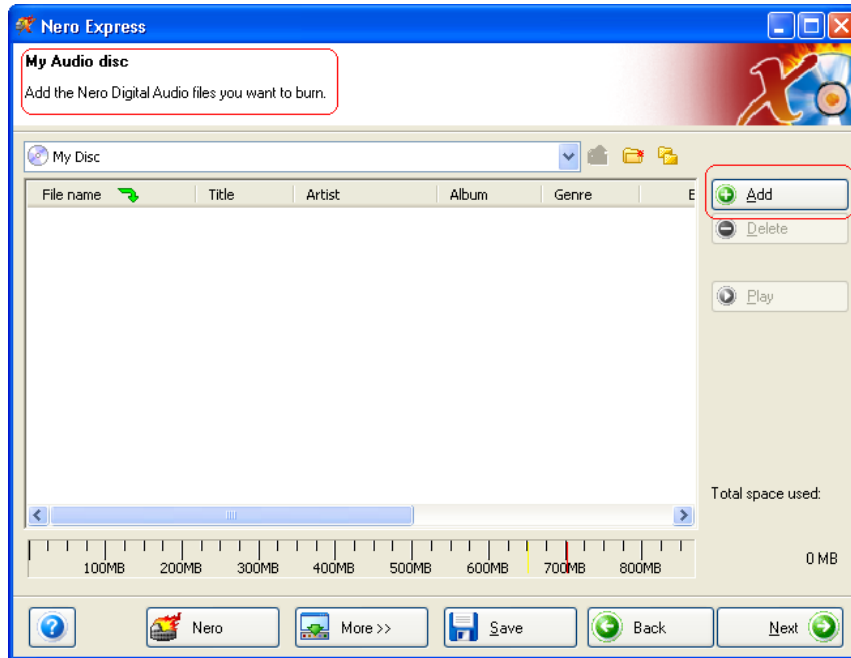 Nero Express
My Audio disc
Add the Nero Digital Audio files you want to burn.
My Disc
File name Title Artist Album Genre E
Add
Delete
Play
Total space used:
0 MB
100MB 200MB 300MB 400MB 500MB 600MB 700MB 800MB
Nero More >> Save Back Next